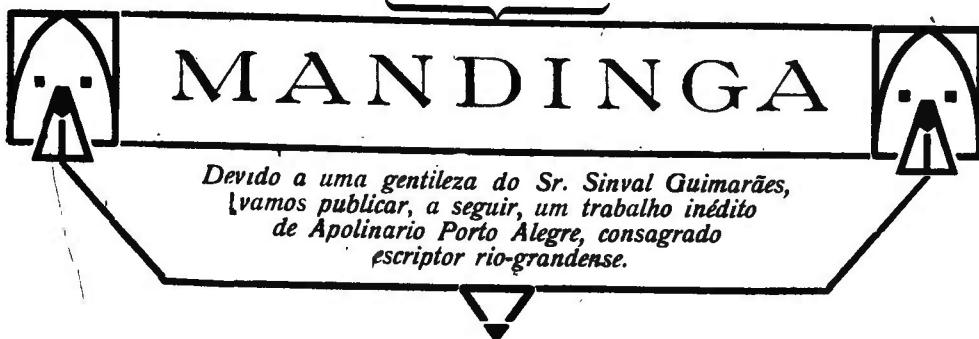 MANDINGA
Devido a uma gentileza do Sr. Sinval Guimarães,
vamos publicar, a seguir, um trabalho inédito
de Apolinario Porto Alegre, consagrado
escriptor rio-grandense.